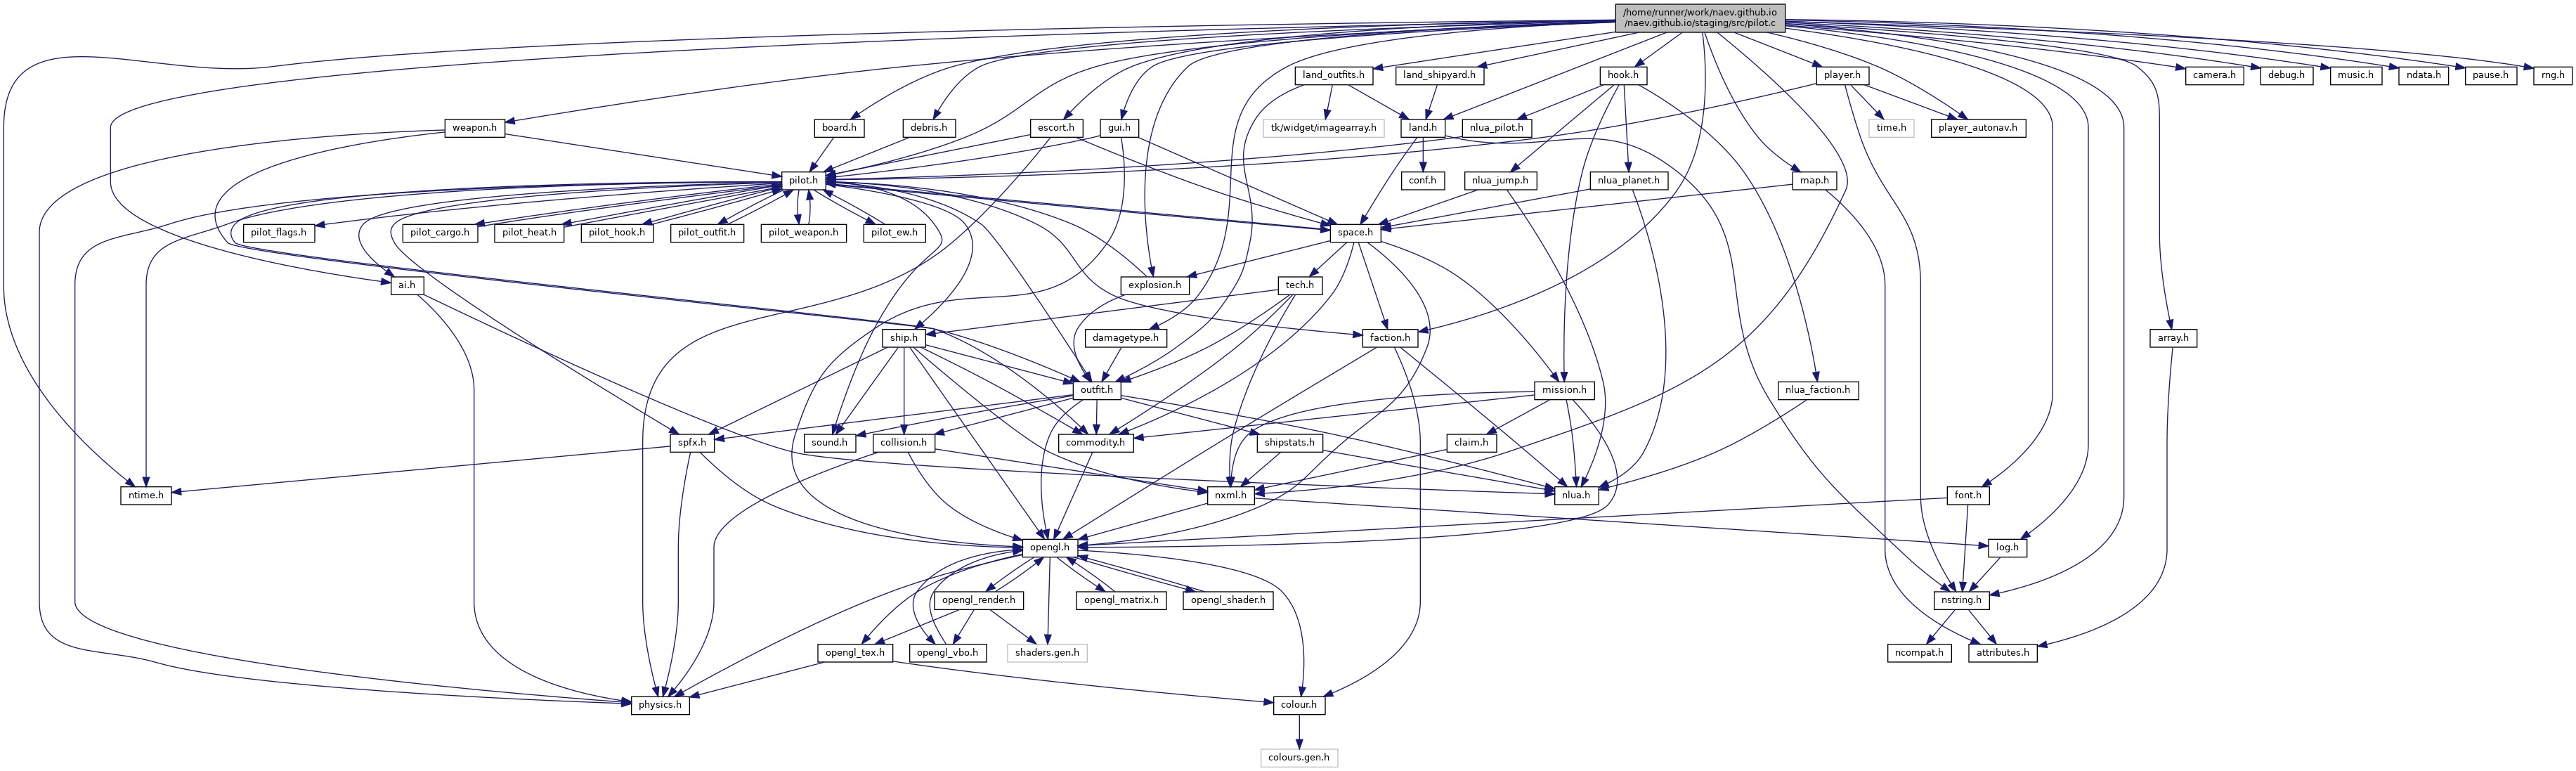 /home/runner/work/naev.github.io
/naev.github.io/staging/src/pilot.c
land_outfits.h
land_shipyard.h
hook.h
player.h
camera.h
debug.h
music.h
ndata.h
pause.h
rng.h
weapon.h
board.h
debris.h
escort.h
gui.h
tk/widget/imagearray.h
land.h
nlua_pilot.h
time.h
player_autonav.h
pilot.h
conf.h
nlua_jump.h
nlua_planet.h
map.h
pilot_flags.h
pilot_cargo.h
pilot_heat.h
pilot_hook.h
pilot_outfit.h
pilot_weapon.h
pilot_ew.h
space.h
ai.h
explosion.h
tech.h
ship.h
damagetype.h
faction.h
array.h
outfit.h
mission.h
nlua_faction.h
spfx.h
sound.h
collision.h
commodity.h
shipstats.h
claim.h
ntime.h
nxml.h
nlua.h
font.h
opengl.h
log.h
opengl_render.h
opengl_matrix.h
opengl_shader.h
nstring.h
opengl_tex.h
opengl_vbo.h
shaders.gen.h
ncompat.h
attributes.h
physics.h
colour.h
colours.gen.h